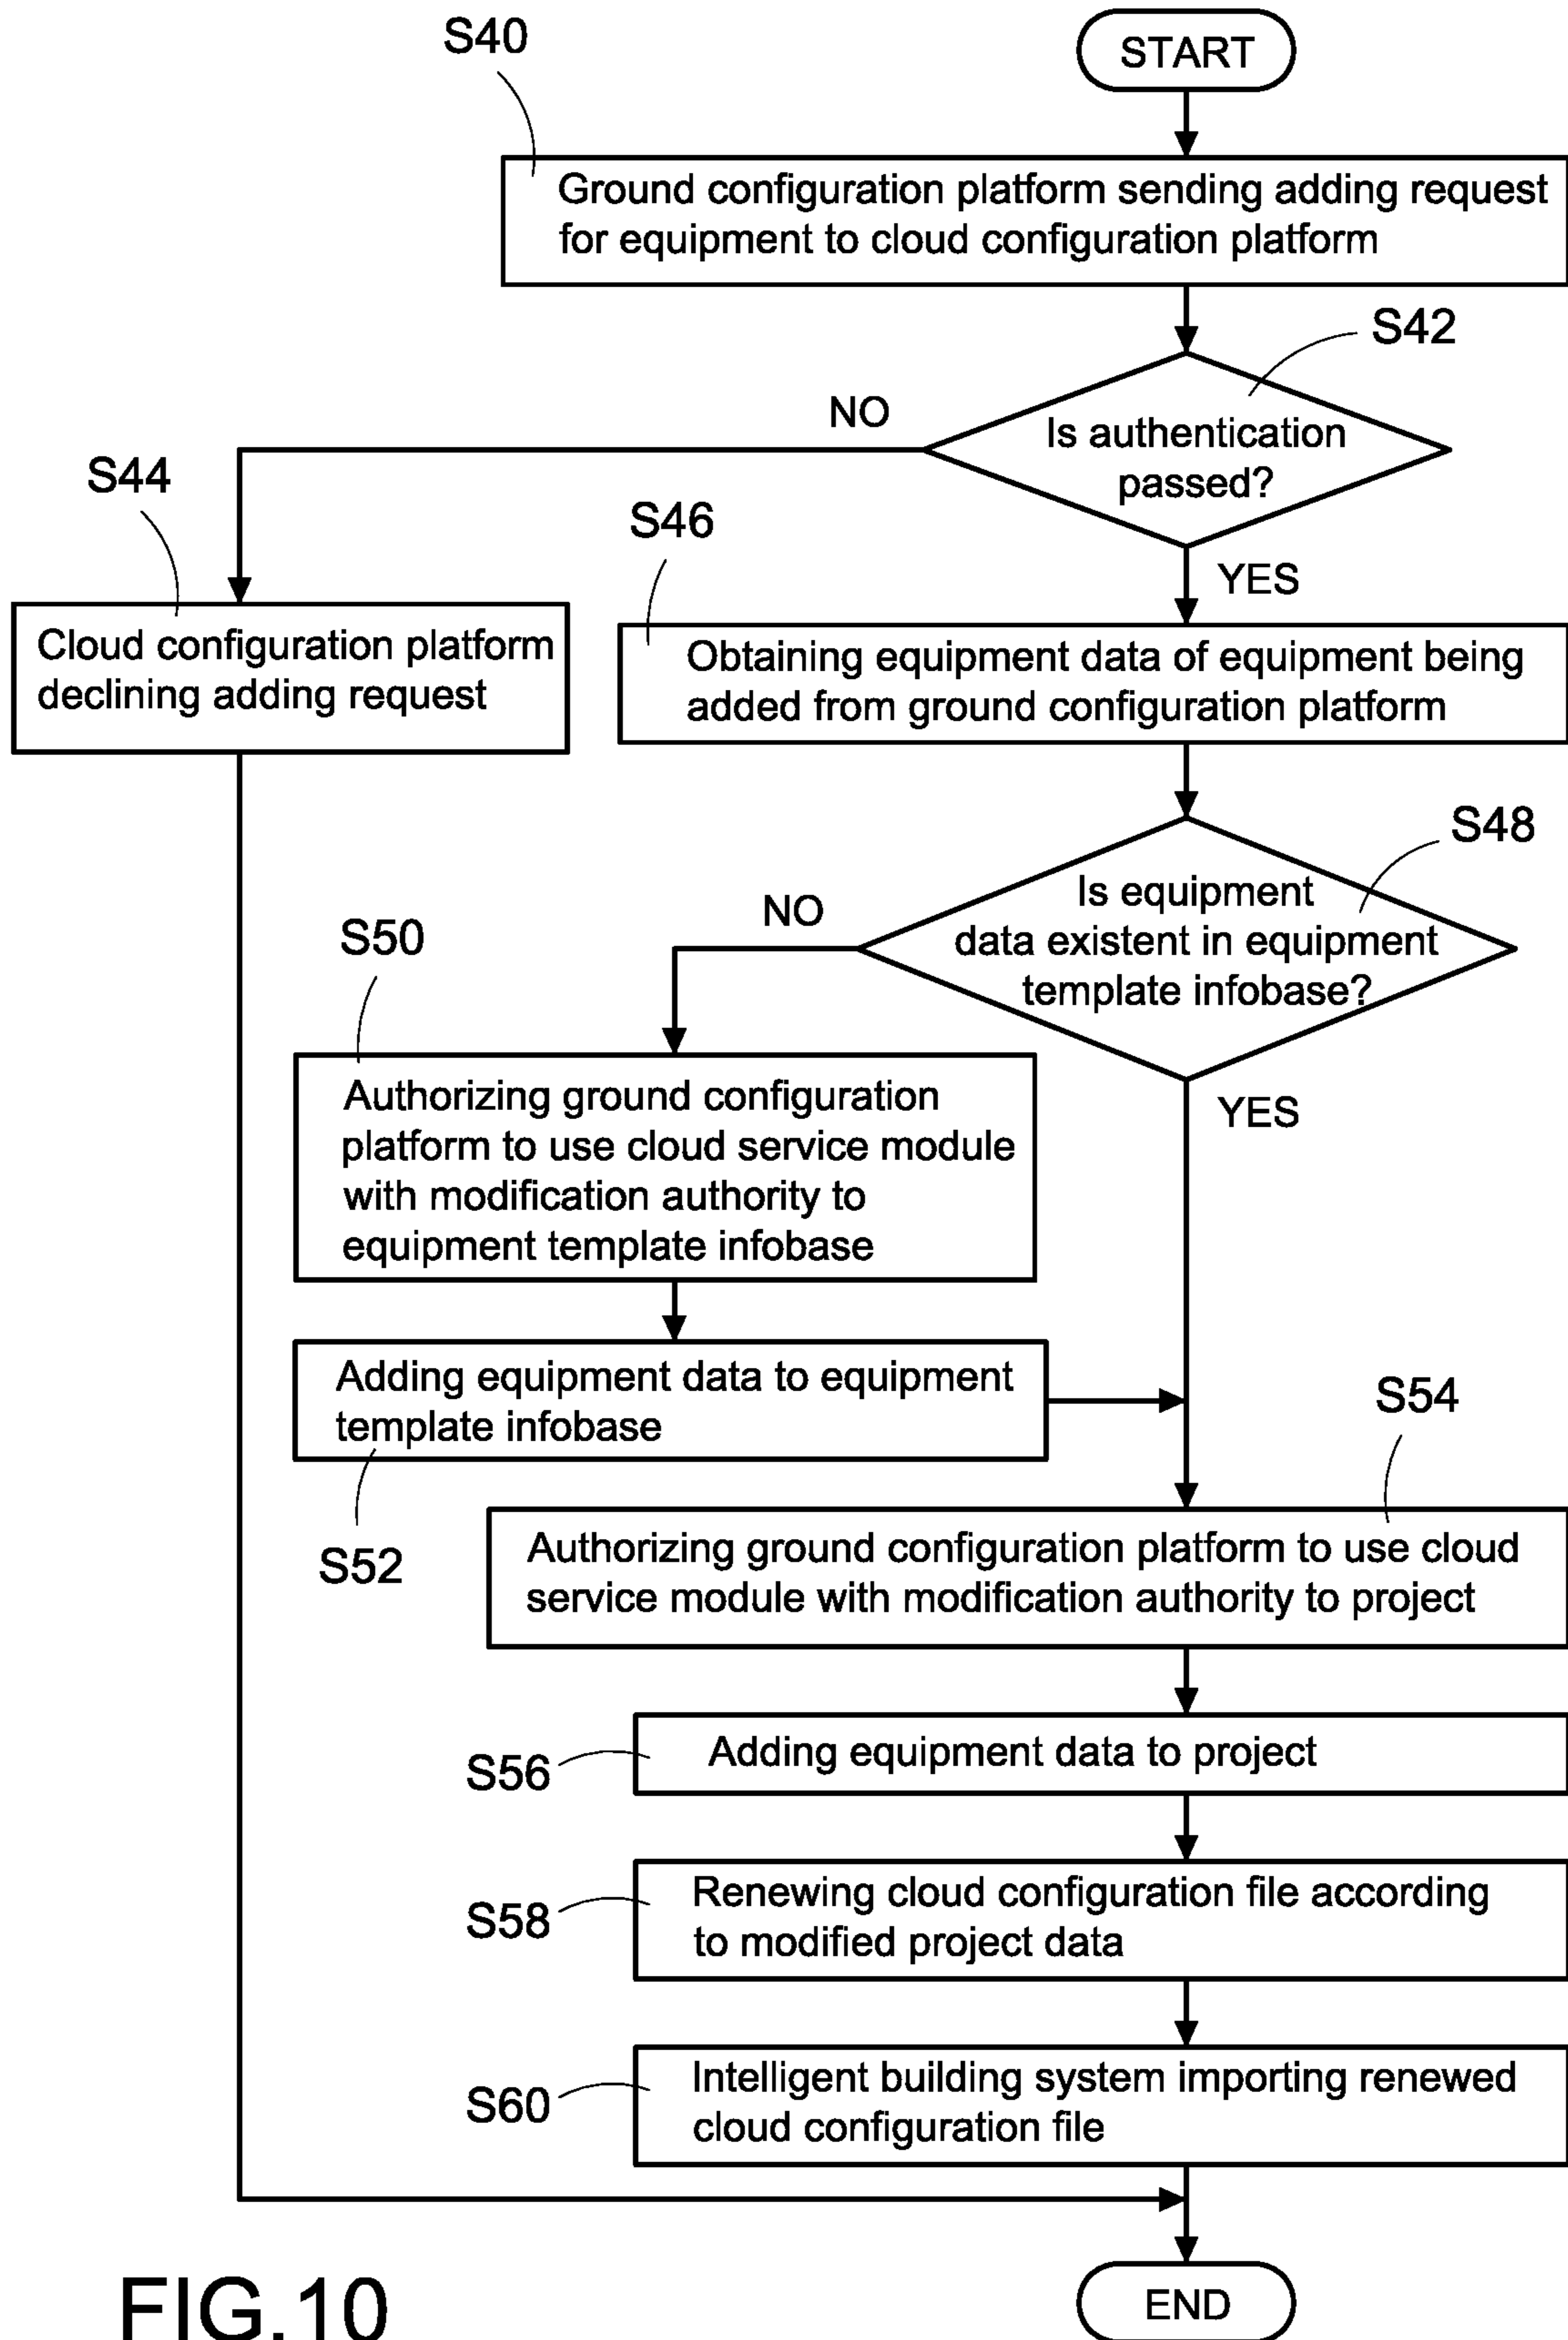 S40
START
Ground configuration platform sending adding request
for equipment to cloud configuration platform
S42
NO
Is authentication
passed?
S44
S46
YES
Cloud configuration platform
declining adding request
Obtaining equipment data of equipment being
added from ground configuration platform
S48
NO
Is equipment
data existent in equipment
template infobase?
S50
Authorizing ground configuration
platform to use cloud service module
with modification authority to
equipment template infobase
YES
Adding equipment data to equipment
template infobase
S54
S52
Authorizing ground configuration platform to use cloud
service module with modification authority to project
S56
Adding equipment data to project
S58
Renewing cloud configuration file according
to modified project data
S60
Intelligent building system importing renewed
cloud configuration file
FIG.10
END